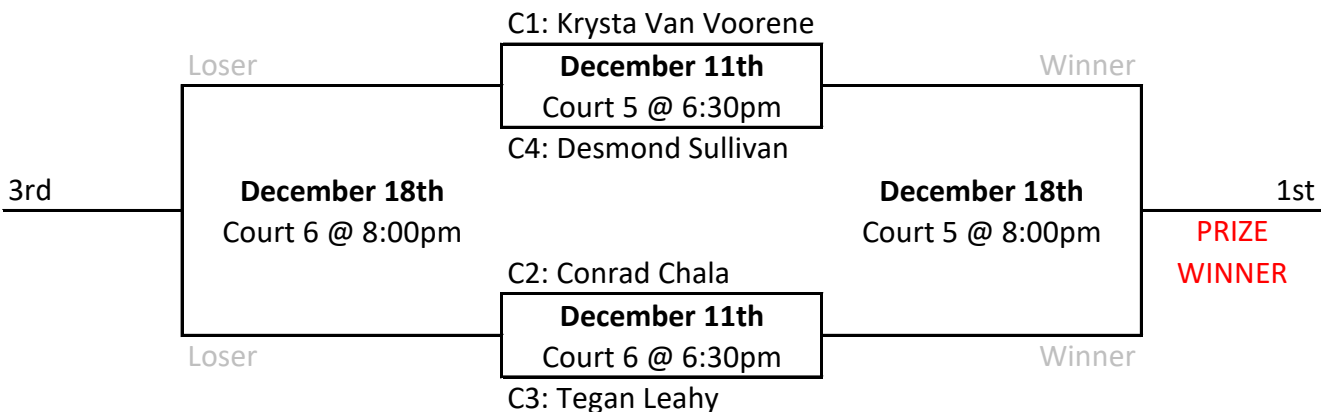 C1: Krysta Van Voorene
Loser
December 11th
Winner
Court 5 @ 6:30pm
C4: Desmond Sullivan
3rd
December 18th
December 18th
1st
Court 6 @ 8:00pm
Court 5 @ 8:00pm
PRIZE
WINNER
C2: Conrad Chala
December 11th
Loser
Court 6 @ 6:30pm
Winner
C3: Tegan Leahy